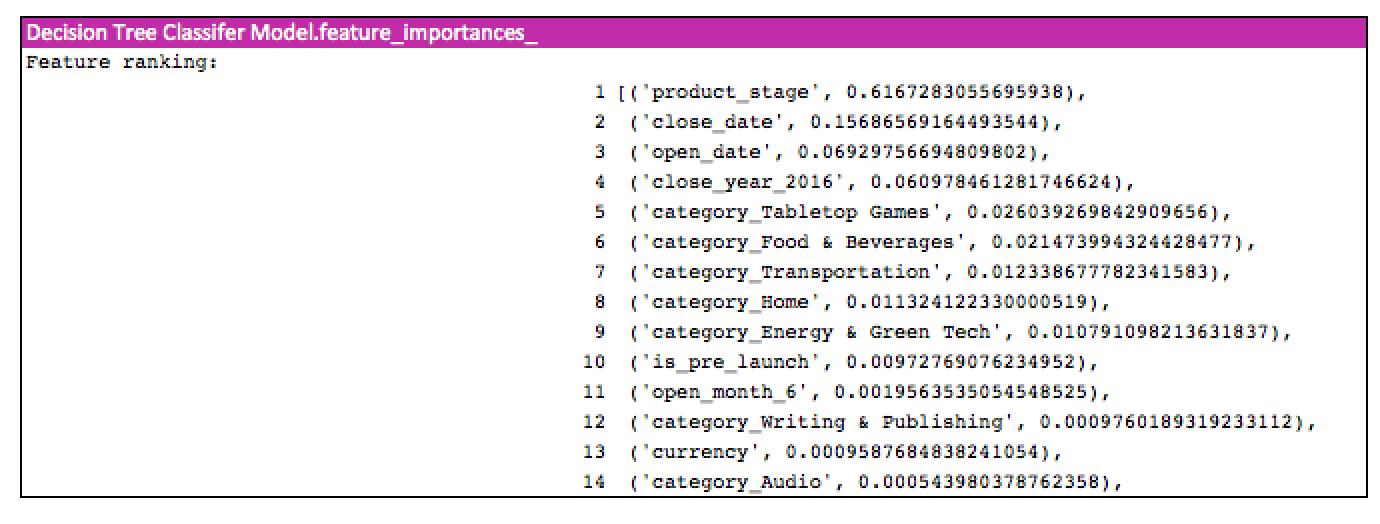 Decision Tree Classifer Model.feature_importances_
Feature ranking:
1 [('product_stage', 0.6167283055695938),
2 ('close_date', 0.15686569164493544),
3 ('open_date', 0.06929756694809802),
4 ('close_year_2016', 0.060978461281746624),
5 ('category_Tabletop Games', 0.026039269842909656),
6 ('category_Food & Beverages', 0.021473994324428477),
7 ('category_Transportation', 0.012338677782341583),
8 ('category_Home', 0.011324122330000519),
9 ('category_Energy & Green Tech', 0.010791098213631837),
10 ('is_pre_launch', 0.009727690762349​52),
11 ('open_month_6', 0.0019563535054548525),
12 ('category_Writing & Publishing', 0.0009760189319233112),
13 ('currency', 0.0009587684838241054),
14 ('category_Audio', 0.000543980378762358),